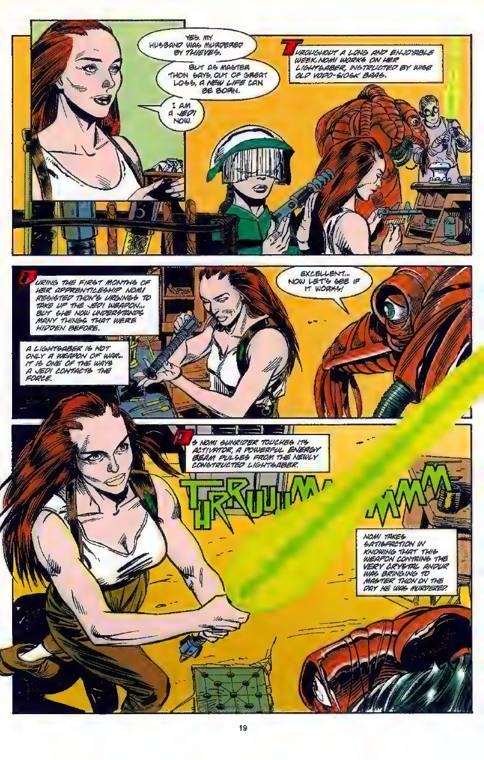 YES. MY
HUSBAND WAS MURDERED
BY THIEVES.
BUT AS MASTER
THON SAYS, OUT OF GREAT
LOSS, A NEW LIFE CAN
BE BORN.
I AM
A JEDI
NOW.
THROUGHOUT A LONG AND ENJOYABLE
WEEK, NOMI WORKS ON HER
LIGHTSABER, INSTRUCTED BY WISE
OLD VODO-SIOSK BAAS.
DURING THE FIRST MONTHS OF
HER APPRENTICESHIP NOMI
RESISTED THON'S URGINGS TO
TAKE UP THE JEDI WEAPON...
BUT SHE NOW UNDERSTANDS
MANY THINGS THAT WERE
HIDDEN BEFORE.
A LIGHTSABER IS NOT
ONLY A WEAPON OF WAR...
IT IS ONE OF THE WAYS
A JEDI CONTACTS THE
FORCE.
EXCELLENT...
NOW LET'S SEE IF
IT WORKS!
AS NOMI SUNRIDER TOUCHES ITS
ACTIVATOR, A POWERFUL ENERGY
BEAM PULSES FROM THE NEWLY
CONSTRUCTED LIGHTSABER.
NOMI TAKES
SATISFACTION IN
KNOWING THAT THIS
WEAPON CONTAINS THE
VERY CRYSTAL ANDUR
WAS BRINGING TO
MASTER THON ON THE
DAY HE WAS MURDERED.
19